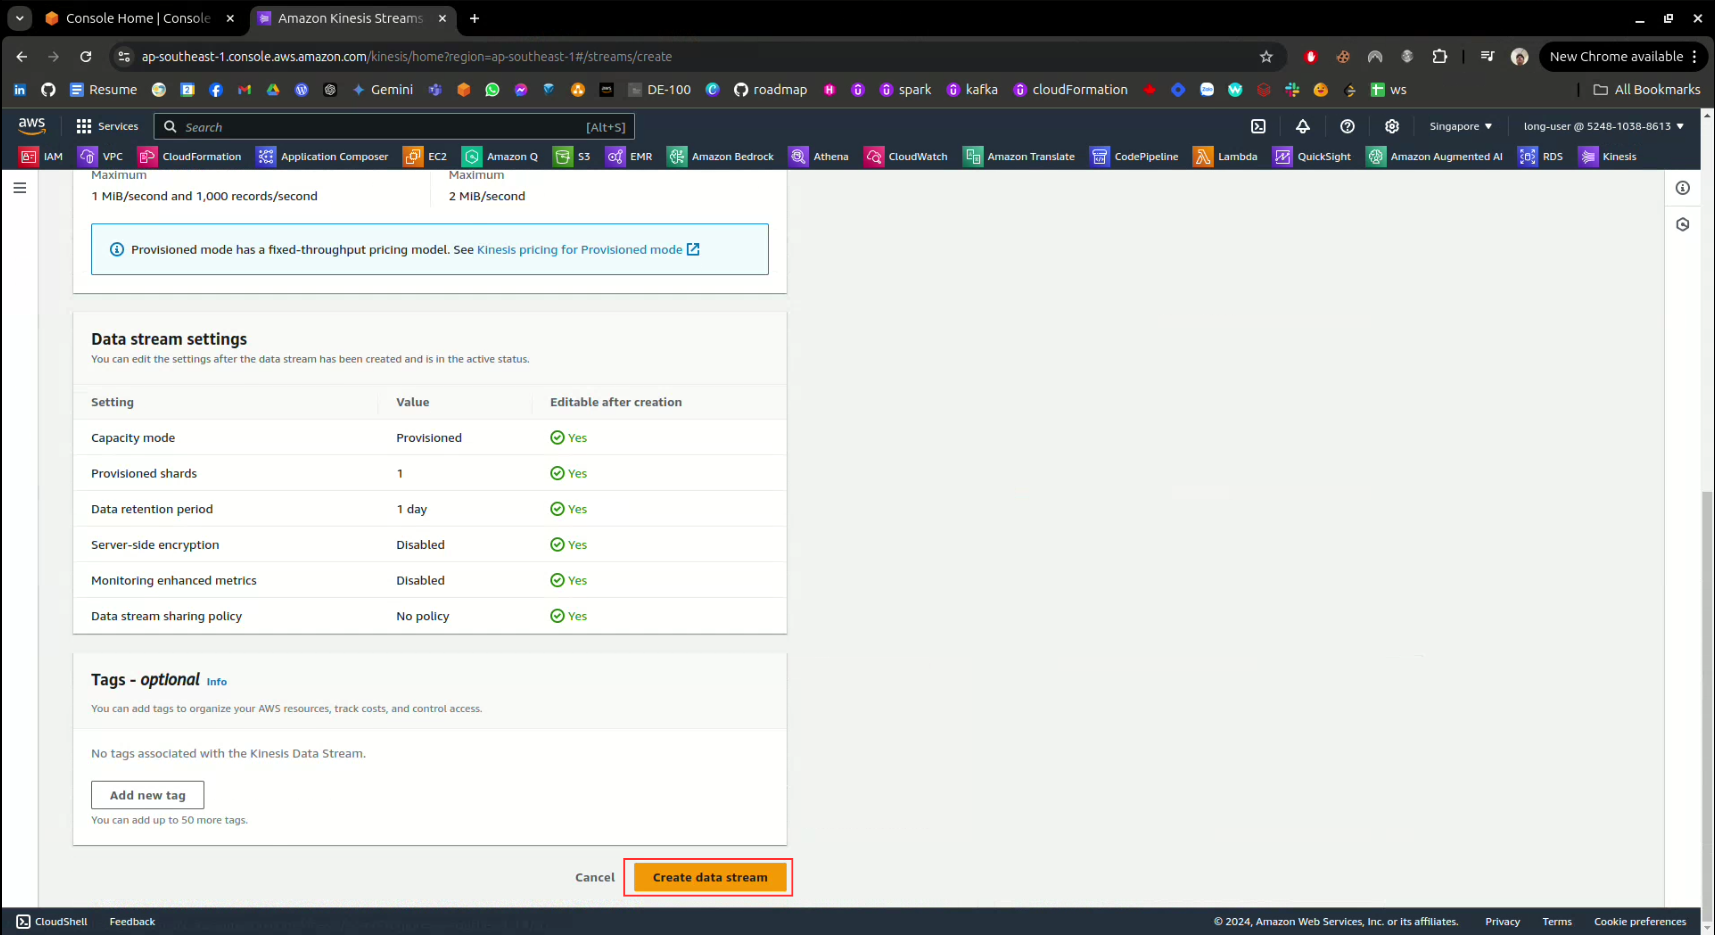 Console Home | Console
Amazon Kinesis Streams
ap-southeast-1.console.aws.amazon.com/kinesis/home?region=ap-southeast-1#/streams/create
New Chrome available
Resume
Gemini
DE-100
roadmap
spark
kafka
cloudFormation
ws
All Bookmarks
aws
Services
Search
[Alt+S]
Singapore
long-user @ 5248-1038-8613
IAM
VPC
CloudFormation
Application Composer
EC2
Amazon Q
S3
EMR
Amazon Bedrock
Athena
CloudWatch
Amazon Translate
CodePipeline
Lambda
QuickSight
Amazon Augmented AI
RDS
Kinesis
Maximum
1 MiB/second and 1,000 records/second
Maximum
2 MiB/second
Provisioned mode has a fixed-throughput pricing model. See Kinesis pricing for Provisioned mode
Data stream settings
You can edit the settings after the data stream has been created and is in the active status.
Setting Value Editable after creation
Capacity mode Provisioned Yes
Provisioned shards 1 Yes
Data retention period 1 day Yes
Server-side encryption Disabled Yes
Monitoring enhanced metrics Disabled Yes
Data stream sharing policy No policy Yes
Tags - optional Info
You can add tags to organize your AWS resources, track costs, and control access.
No tags associated with the Kinesis Data Stream.
Add new tag
You can add up to 50 more tags.
Cancel
Create data stream
CloudShell
Feedback
© 2024, Amazon Web Services, Inc. or its affiliates.
Privacy
Terms
Cookie preferences